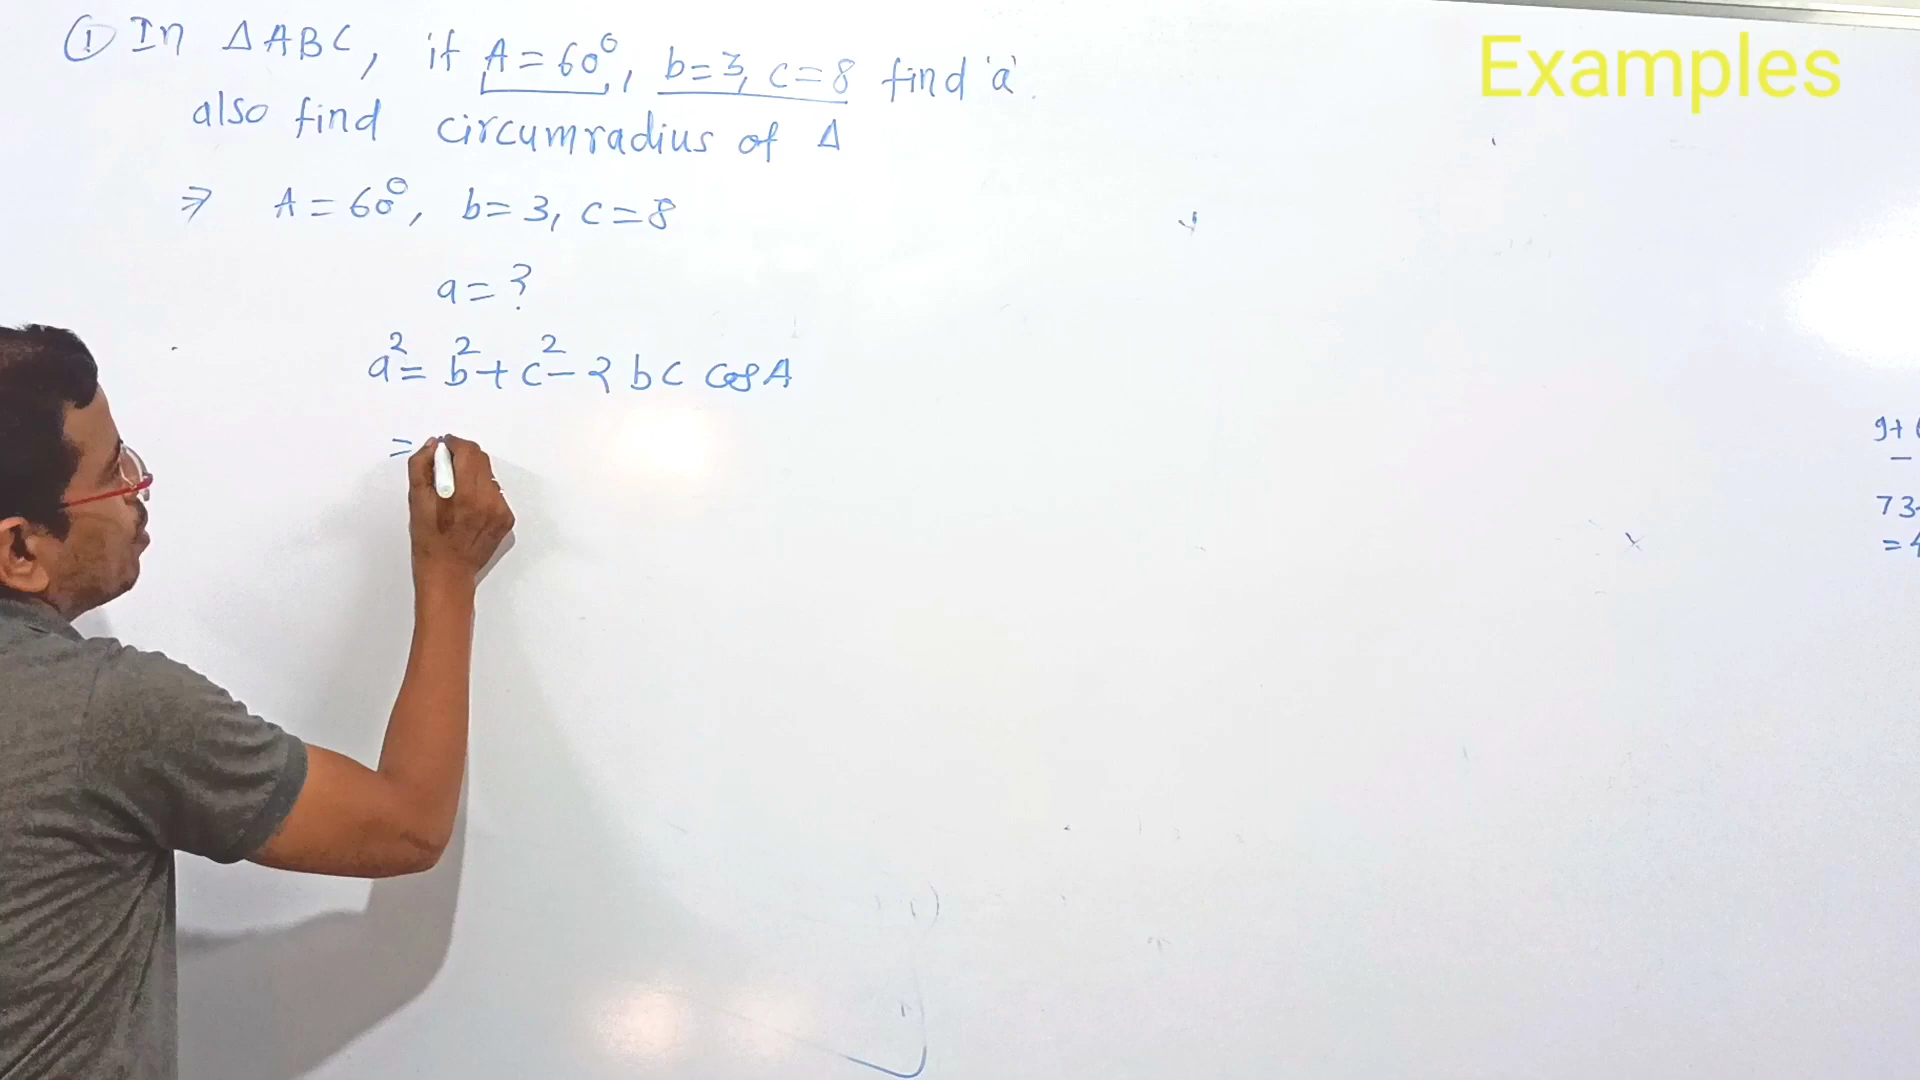 ① In ΔABC, if A=60°, b=3, c=8 find 'a'.
also find circumradius of Δ
⇒ A=60°, b=3, c=8
a=?
a²=b²+c²-2bc cosA
=
Examples
9+
73-
=4